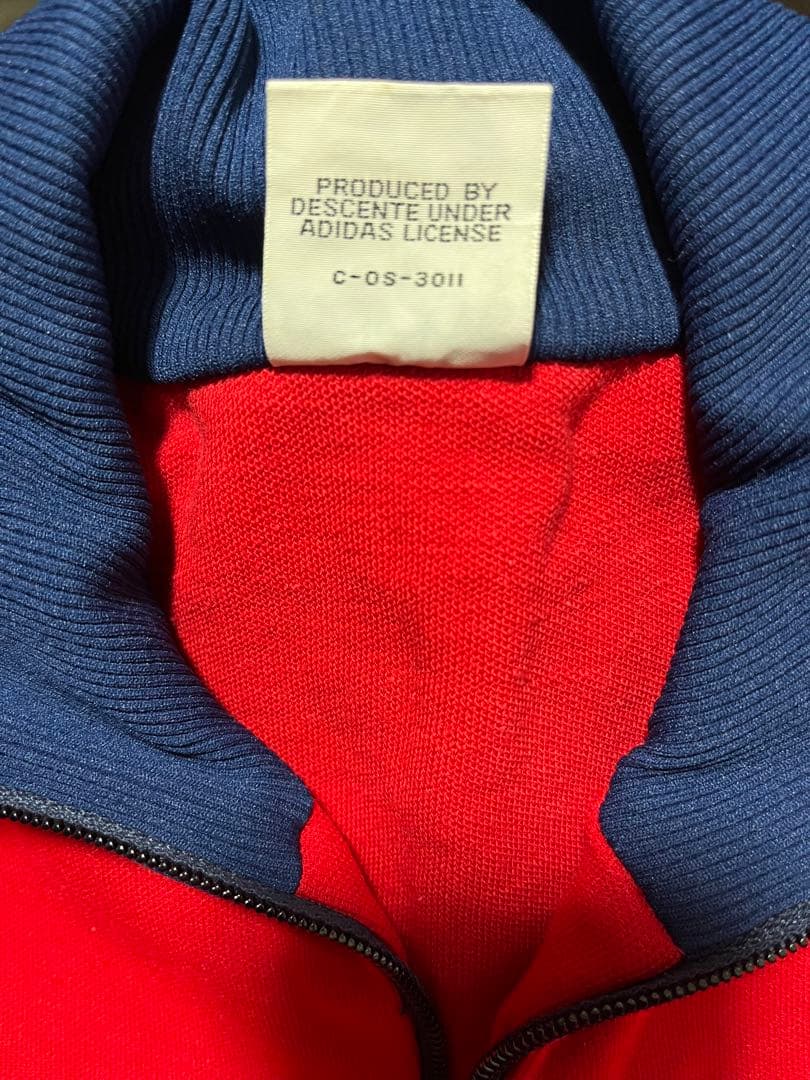 PRODUCED BY
DESCENTE UNDER
ADIDAS LICENSE
C-OS-3011